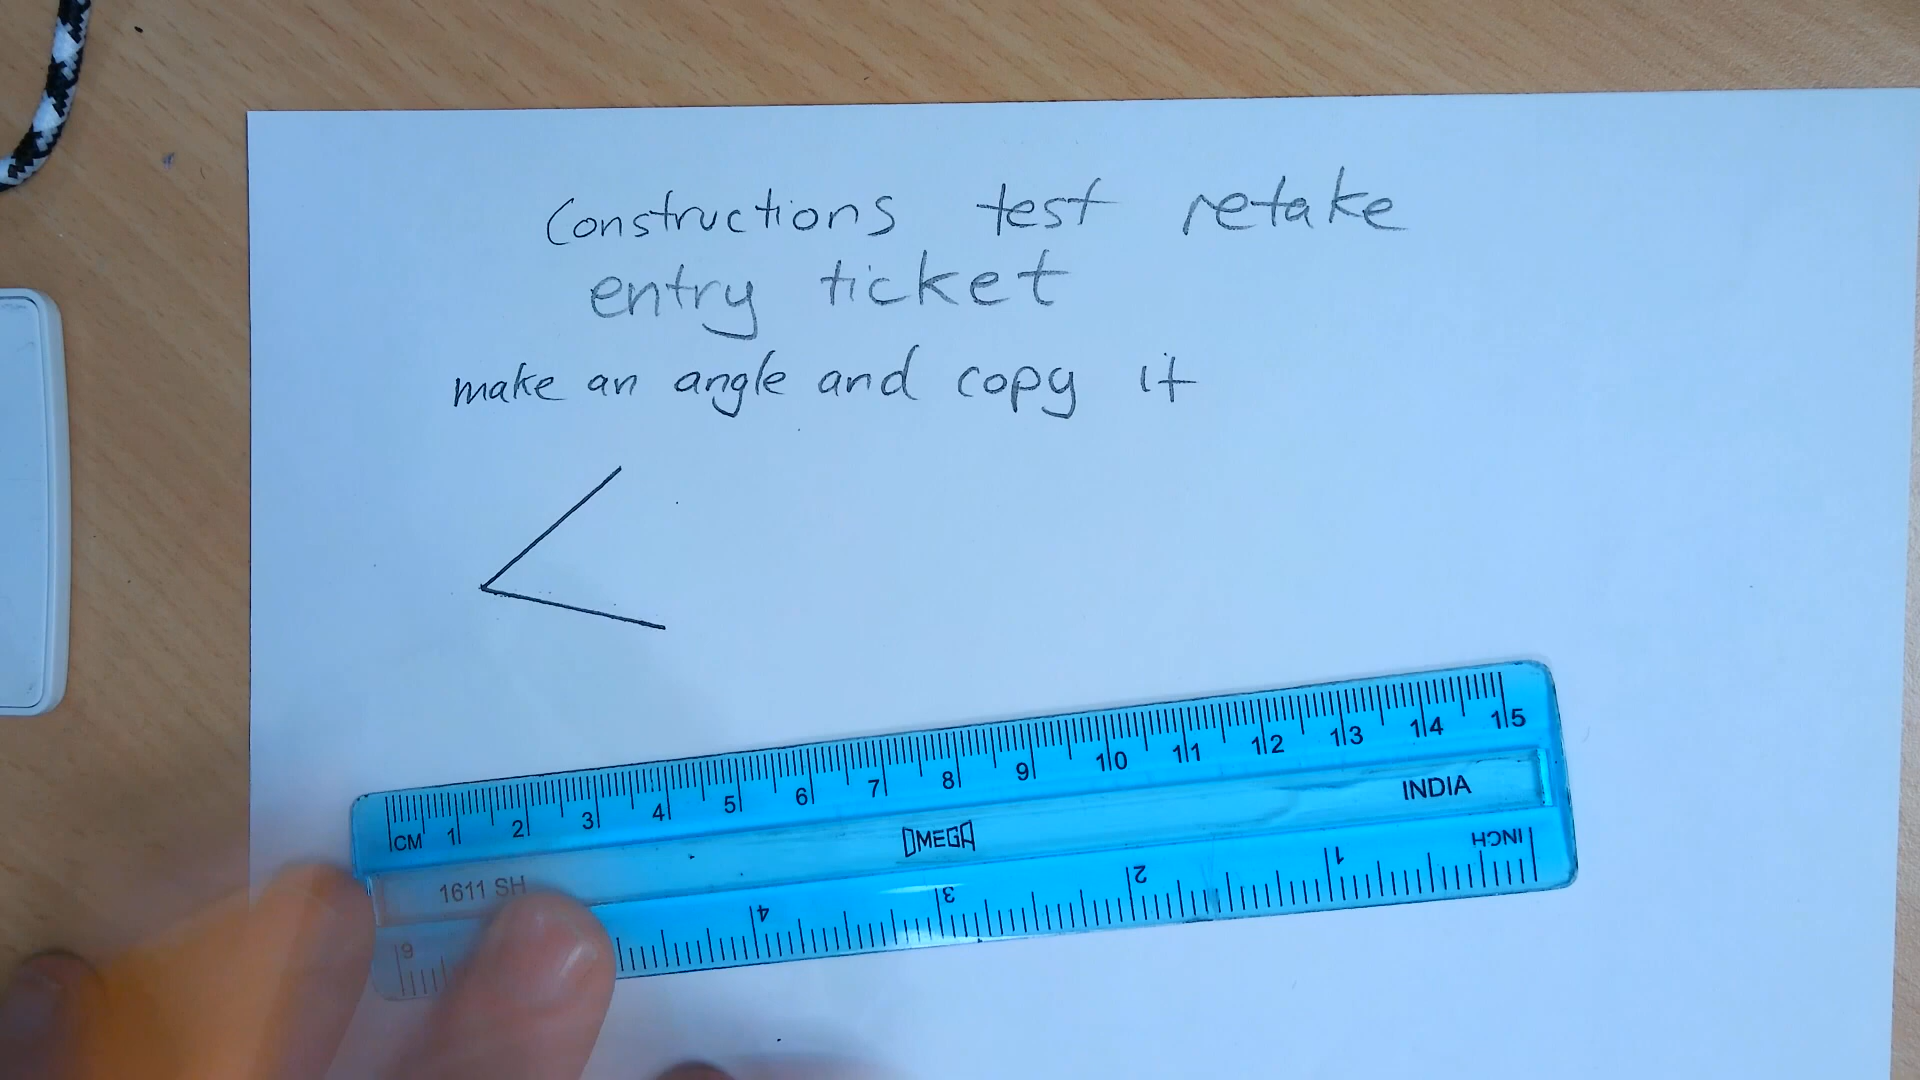 Constructions test retake
entry ticket
make an angle and copy it
CM 1 2 3 4 5 6 7 8 9 10 11 12 13 14 15
OMEGA
INDIA
1611 SH
6 4 3 2 1 INCH